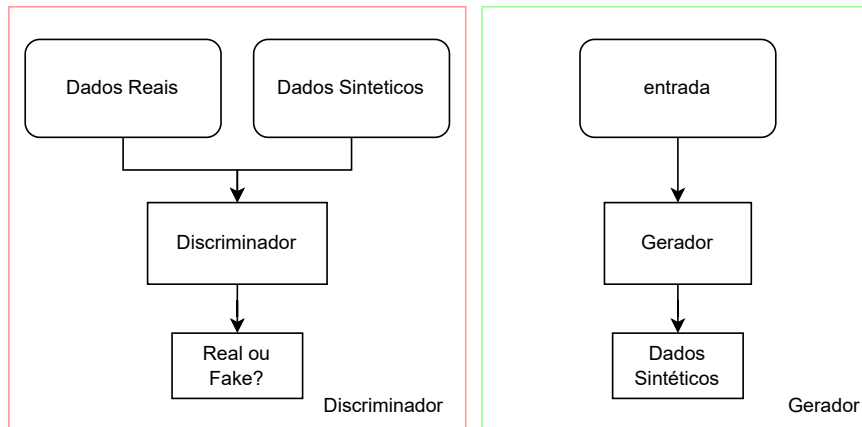 Dados Reais
Dados Sinteticos
Discriminador
Real ou
Fake?
Discriminador
entrada
Gerador
Dados
Sintéticos
Gerador